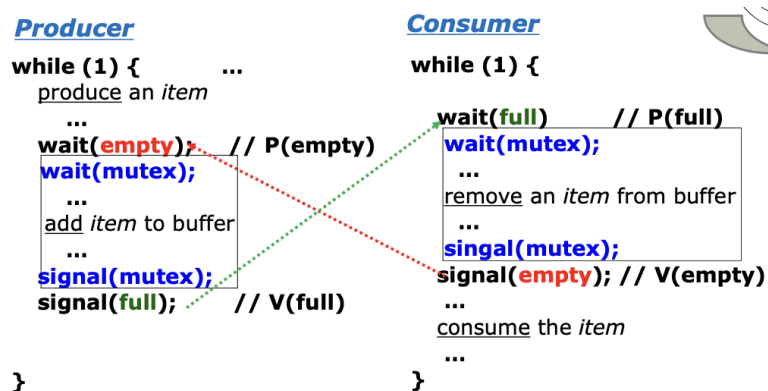 Producer
while (1) {            ...
produce an item
...
wait(empty);    // P(empty)
wait(mutex);
...
add item to buffer
...
signal(mutex);
signal(full);        // V(full)
}
Consumer
while (1) {
wait(full)        // P(full)
wait(mutex);
...
remove an item from buffer
...
singal(mutex);
signal(empty); // V(empty)
...
consume the item
...
}